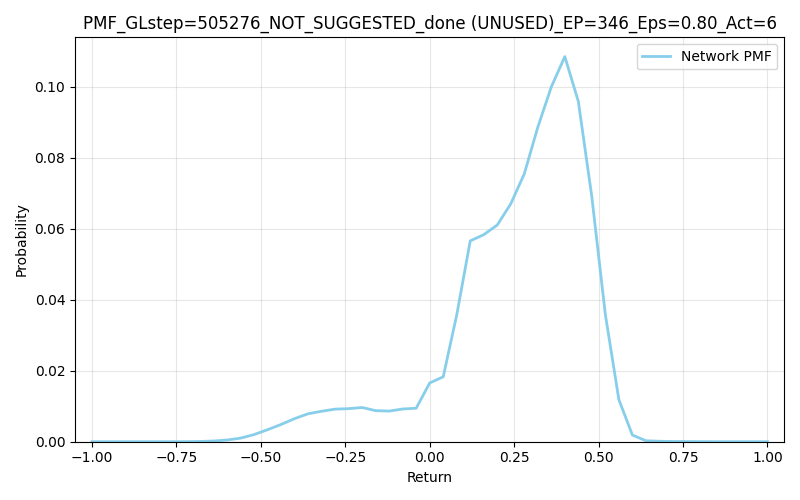 PMF_GLstep=505276_NOT_SUGGESTED_done (UNUSED)_EP=346_Eps=0.80_Act=6
Network PMF
0.10
0.08
0.06
0.04
0.02
0.00
Probability
−1.00 −0.75 −0.50 −0.25 0.00 0.25 0.50 0.75 1.00
Return